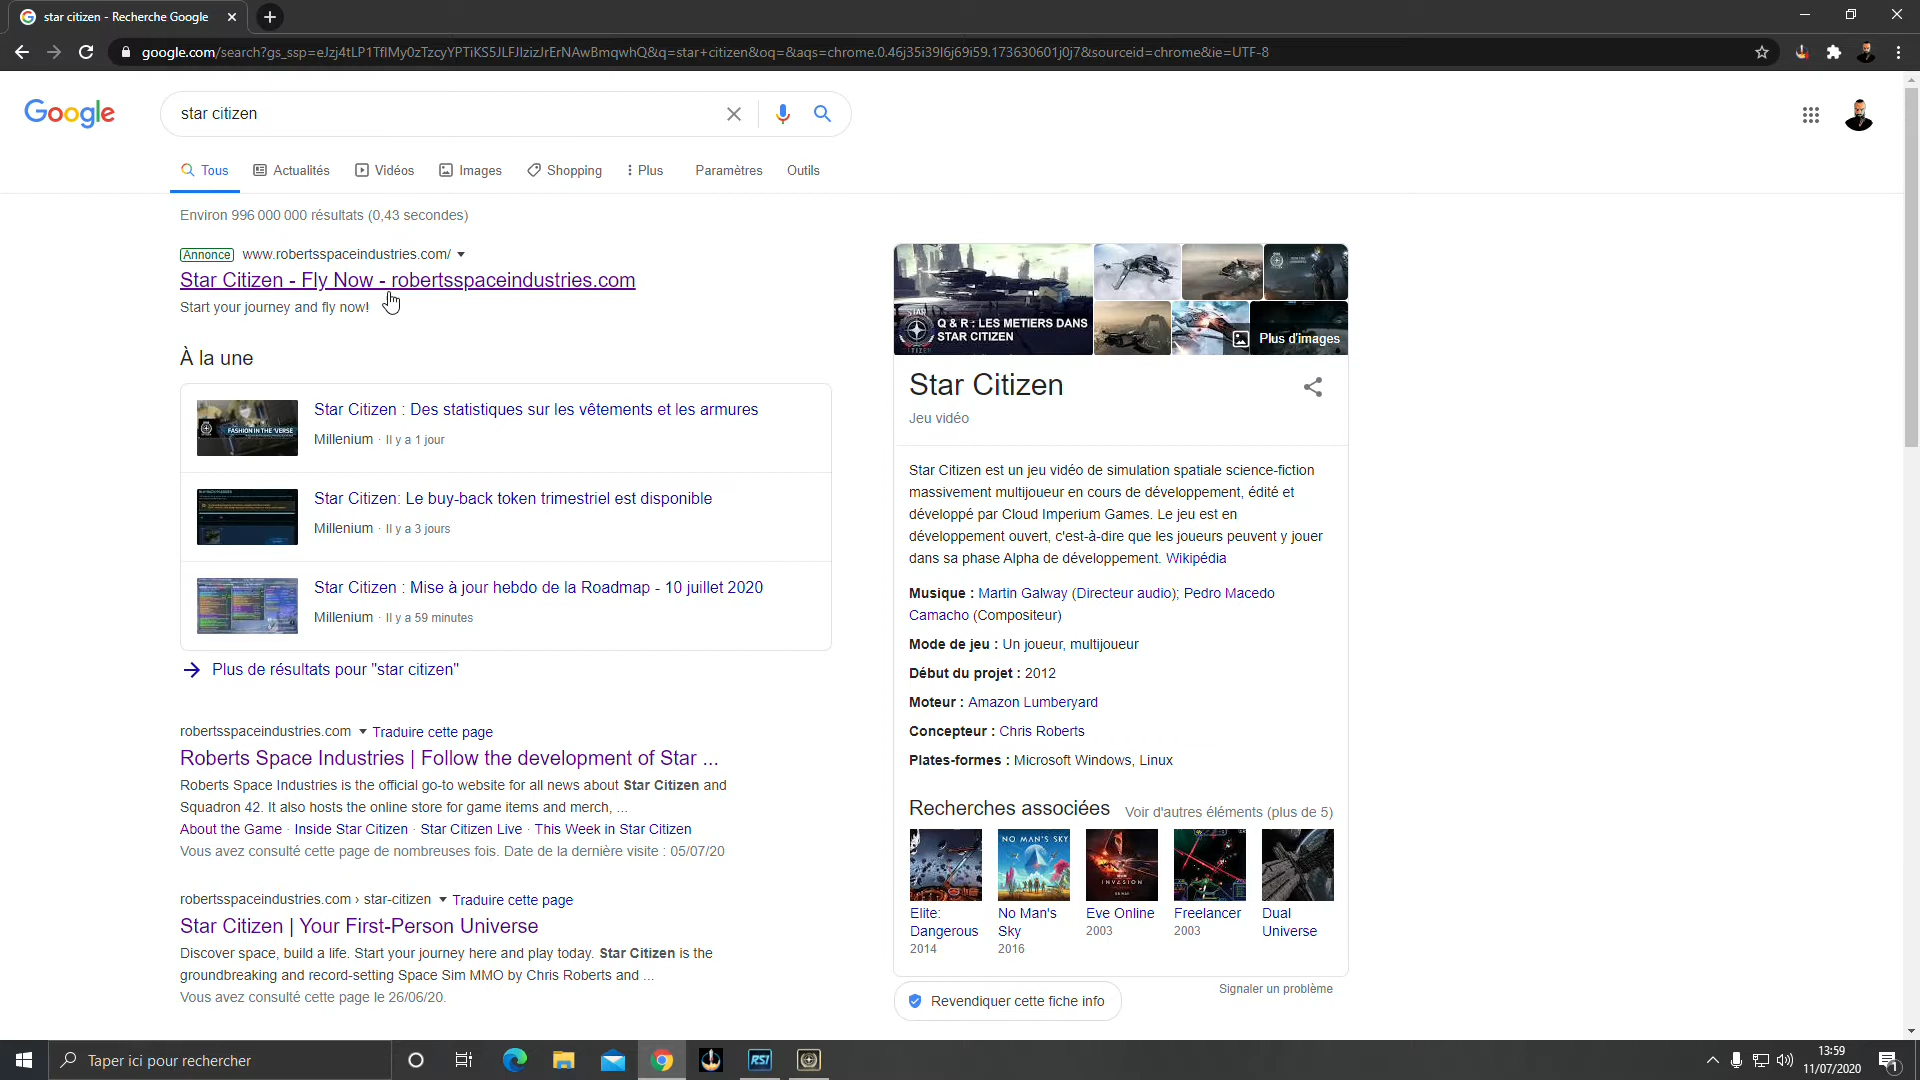 star citizen - Recherche Google
google.com/search?gs_ssp=eJzj4tLP1TfIMy0zTzcyYPTiKS5JLFJIzizJrErNAwBmqwhQ&q=star+citizen&oq=&aqs=chrome.0.46j35i39l6j69i59.173630601j0j7&sourceid=chrome&ie=UTF-8
Google
star citizen
Tous Actualités Vidéos Images Shopping Plus Paramètres Outils
Environ 996 000 000 résultats (0,43 secondes)
Annonce www.robertsspaceindustries.com/
Star Citizen - Fly Now - robertsspaceindustries.com
Start your journey and fly now!
À la une
FASHION IN THE 'VERSE
Star Citizen : Des statistiques sur les vêtements et les armures
Millenium · Il y a 1 jour
Star Citizen: Le buy-back token trimestriel est disponible
Millenium · Il y a 3 jours
Star Citizen : Mise à jour hebdo de la Roadmap - 10 juillet 2020
Millenium · Il y a 59 minutes
Plus de résultats pour "star citizen"
robertsspaceindustries.com Traduire cette page
Roberts Space Industries | Follow the development of Star ...
Roberts Space Industries is the official go-to website for all news about Star Citizen and
Squadron 42. It also hosts the online store for game items and merch, ...
About the Game · Inside Star Citizen · Star Citizen Live · This Week in Star Citizen
Vous avez consulté cette page de nombreuses fois. Date de la dernière visite : 05/07/20
robertsspaceindustries.com › star-citizen Traduire cette page
Star Citizen | Your First-Person Universe
Discover space, build a life. Start your journey here and play today. Star Citizen is the
groundbreaking and record-setting Space Sim MMO by Chris Roberts and ...
Vous avez consulté cette page le 26/06/20.
STAR
CITIZEN
Q & R : LES METIERS DANS
STAR CITIZEN
Plus d'images
Star Citizen
Jeu vidéo
Star Citizen est un jeu vidéo de simulation spatiale science-fiction
massivement multijoueur en cours de développement, édité et
développé par Cloud Imperium Games. Le jeu est en
développement ouvert, c'est-à-dire que les joueurs peuvent y jouer
dans sa phase Alpha de développement. Wikipédia
Musique : Martin Galway (Directeur audio); Pedro Macedo
Camacho (Compositeur)
Mode de jeu : Un joueur, multijoueur
Début du projet : 2012
Moteur : Amazon Lumberyard
Concepteur : Chris Roberts
Plates-formes : Microsoft Windows, Linux
Recherches associées Voir d'autres éléments (plus de 5)
NO MAN'S SKY
INVASION
Elite: Dangerous 2014
No Man's Sky 2016
Eve Online 2003
Freelancer 2003
Dual Universe
Signaler un problème
Revendiquer cette fiche info
Taper ici pour rechercher
RSI
13:59
11/07/2020
1